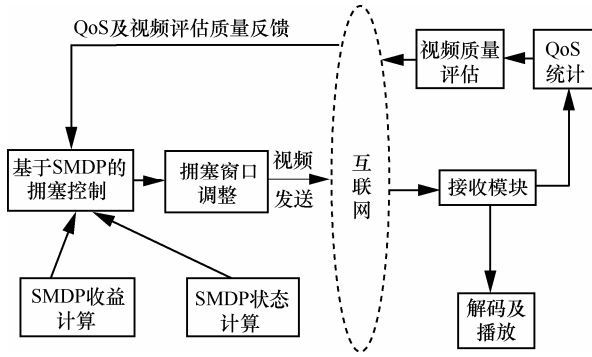 QoS及视频评估质量反馈
视频质量
评估
QoS
统计
基于SMDP的
拥塞控制
拥塞窗口
调整
视频
发送
互
联
网
接收模块
SMDP收益
计算
SMDP状态
计算
解码及
播放